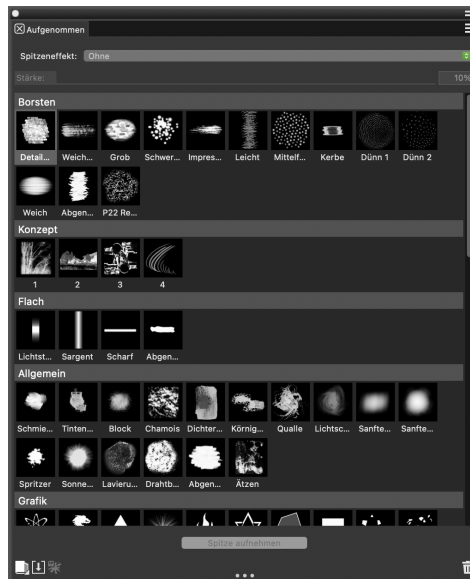 Aufgenommen
Spitzeneffekt: Ohne
Stärke: 10%
Borsten
Detail... Weich... Grob Schwer... Impres... Leicht Mittelf... Kerbe Dünn 1 Dünn 2
Weich Abgen... P22 Re...
Konzept
1 2 3 4
Flach
Lichtst... Sargent Scharf Abgen...
Allgemein
Schmie... Tinten... Block Chamois Dichter... Körnig... Qualle Lichtsc... Sanfte... Sanfte...
Spritzer Sonne... Lavieru... Drahtb... Abgen... Ätzen
Grafik
Spitze aufnehmen